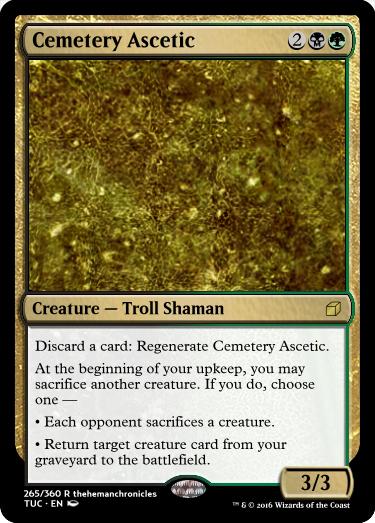 Cemetery Ascetic 2
Creature — Troll Shaman
Discard a card: Regenerate Cemetery Ascetic.
At the beginning of your upkeep, you may
sacrifice another creature. If you do, choose
one —
• Each opponent sacrifices a creature.
• Return target creature card from your
graveyard to the battlefield.
3/3
265/360 R thehemanchronicles
TUC • EN
™ & © 2016 Wizards of the Coast